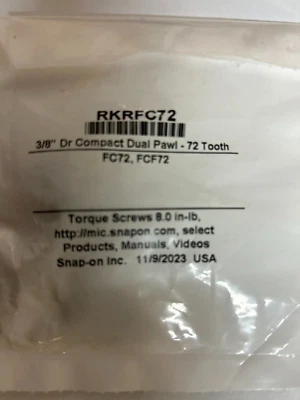 RKRFC72
3/8" Dr Compact Dual Pawl - 72 Tooth
FC72, FCF72
Torque Screws 8.0 in-lb,
http://mic.snapon.com, select
Products, Manuals, Videos
Snap-on Inc. 11/9/2023 USA